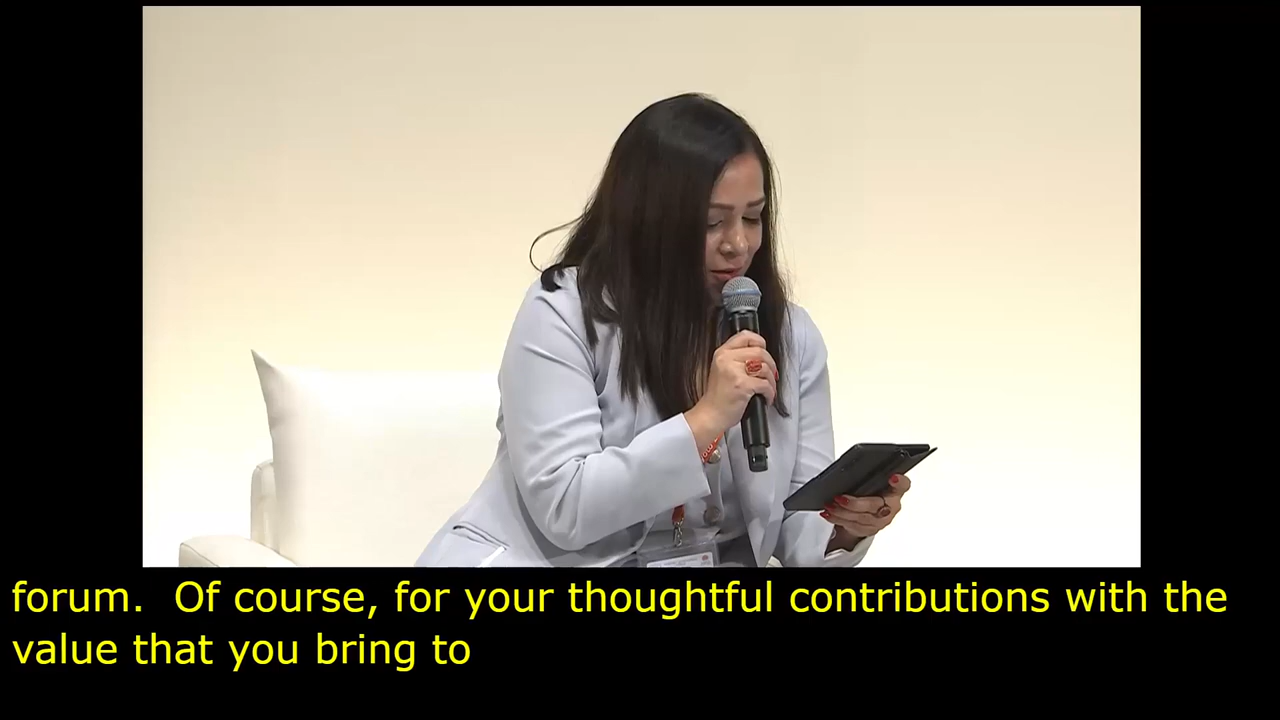 forum.  Of course, for your thoughtful contributions with the
value that you bring to